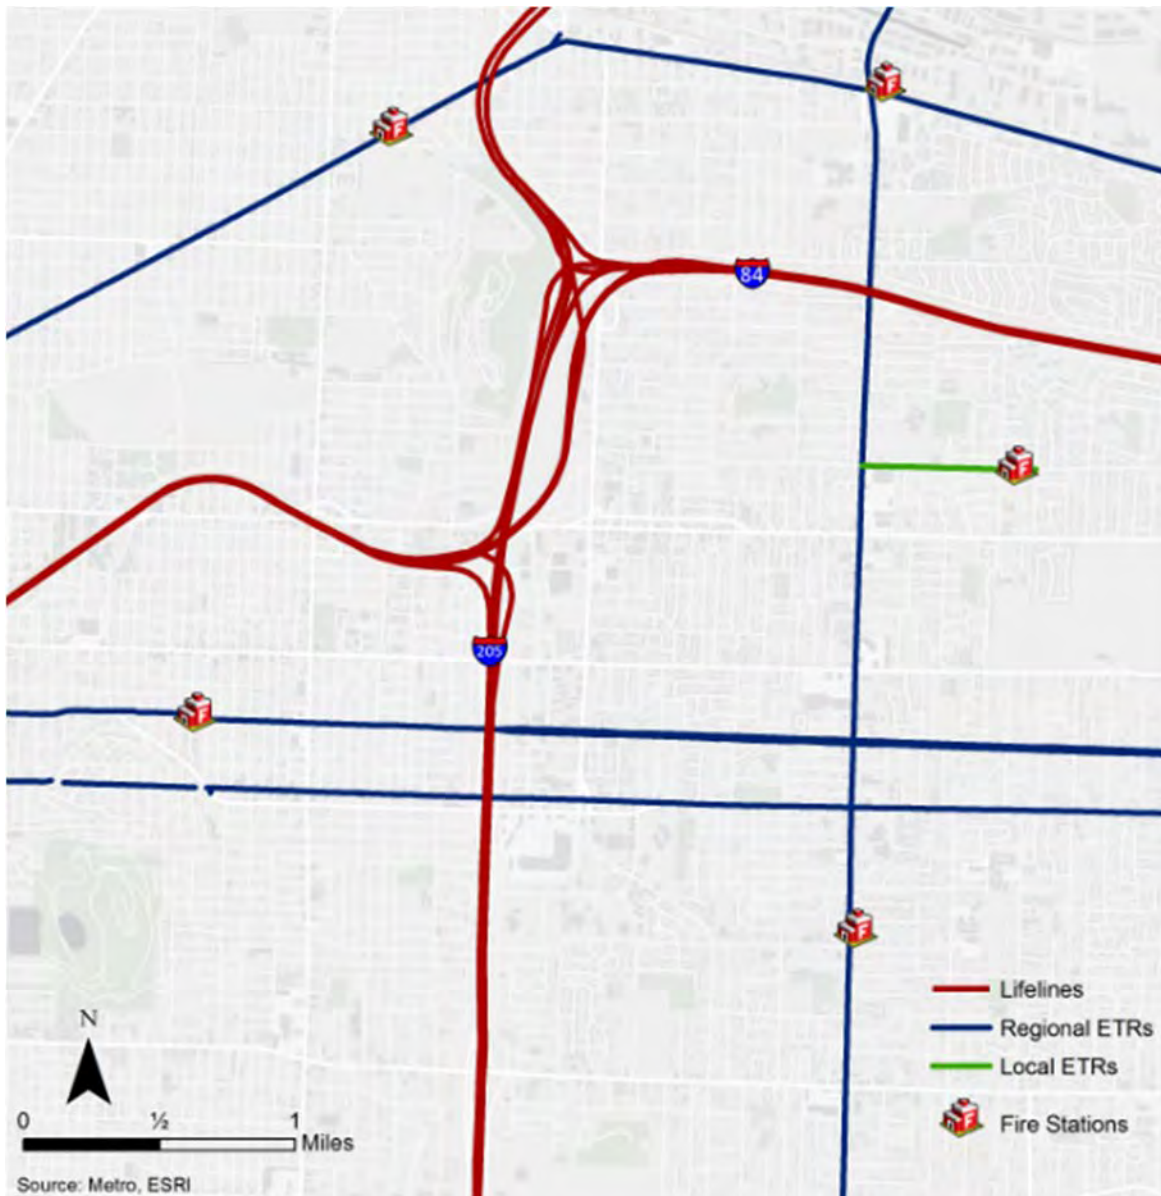 84
205
Lifelines
Regional ETRs
Local ETRs
F Fire Stations
N
0 ½ 1
Miles
Source: Metro, ESRI